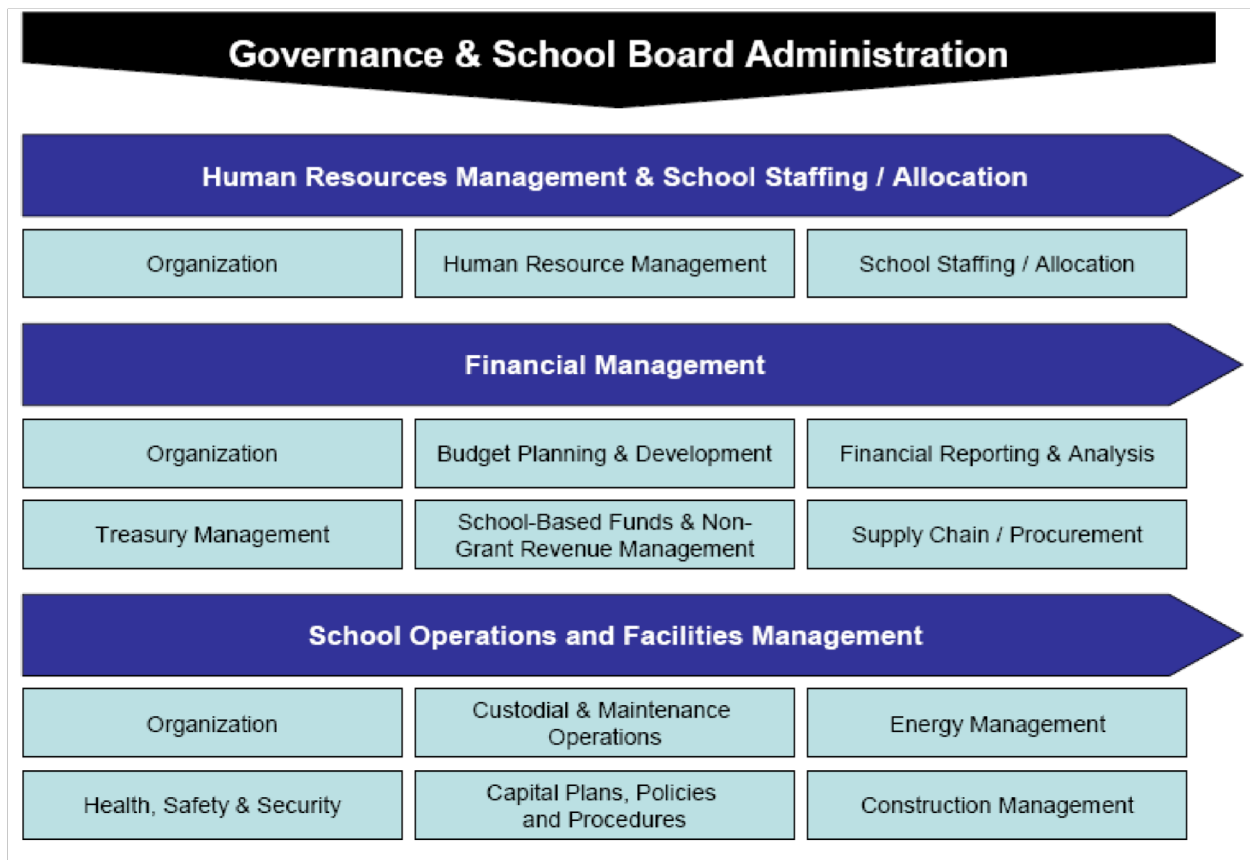 Governance & School Board Administration
Human Resources Management & School Staffing / Allocation
Organization
Human Resource Management
School Staffing / Allocation
Financial Management
Organization
Budget Planning & Development
Financial Reporting & Analysis
Treasury Management
School-Based Funds & Non-
Grant Revenue Management
Supply Chain / Procurement
School Operations and Facilities Management
Organization
Custodial & Maintenance
Operations
Energy Management
Health, Safety & Security
Capital Plans, Policies
and Procedures
Construction Management